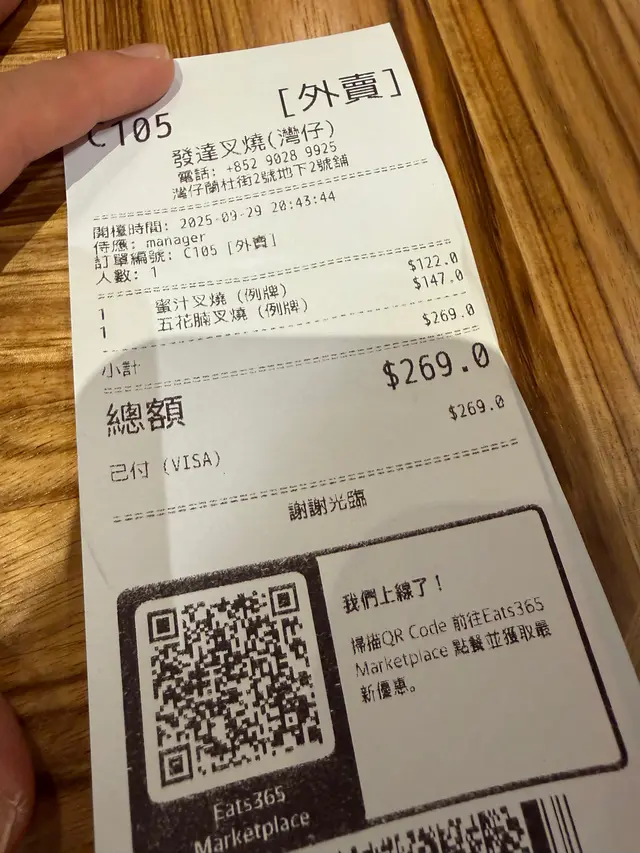 [外賣]
C105
發達叉燒(灣仔)
電話: +852 9028 9925
灣仔蘭杜街2號地下2號舖
開檯時間: 2025-09-29 20:43:44
侍應: manager
訂單編號: C105 [外賣]
人數: 1
1 蜜汁叉燒 (例牌) $122.0
1 五花腩叉燒 (例牌) $147.0
小計 $269.0
總額 $269.0
已付 (VISA) $269.0
謝謝光臨
我們上線了！
掃描QR Code 前往Eats365
Marketplace 點餐並獲取最
新優惠。
Eats365
Marketplace